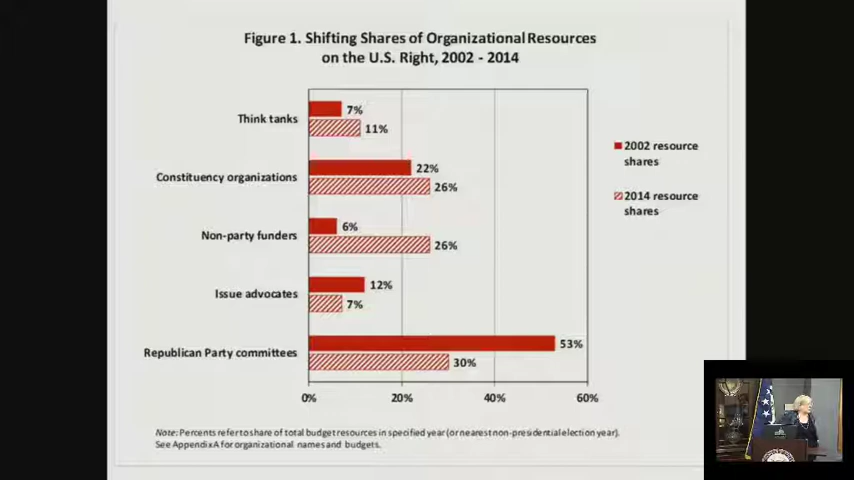 Figure 1. Shifting Shares of Organizational Resources
on the U.S. Right, 2002 - 2014
Think tanks
7%
11%
Constituency organizations
22%
26%
Non-party funders
6%
26%
Issue advocates
12%
7%
Republican Party committees
53%
30%
0% 20% 40% 60%
2002 resource
shares
2014 resource
shares
Note: Percents refer to share of total budget resources in specified year (or nearest non-presidential election year).
See Appendix A for organizational names and budgets.